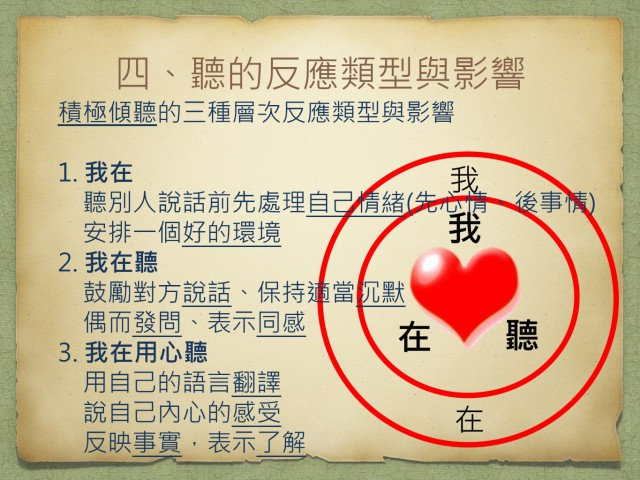 四、聽的反應類型與影響
積極傾聽的三種層次反應類型與影響
1. 我在
聽別人說話前先處理自己情緒(先心情、後事情)
安排一個好的環境
2. 我在聽
鼓勵對方說話、保持適當沉默
偶而發問、表示同感
3. 我在用心聽
用自己的語言翻譯
說自己內心的感受
反映事實，表示了解
我
我
在
聽
在